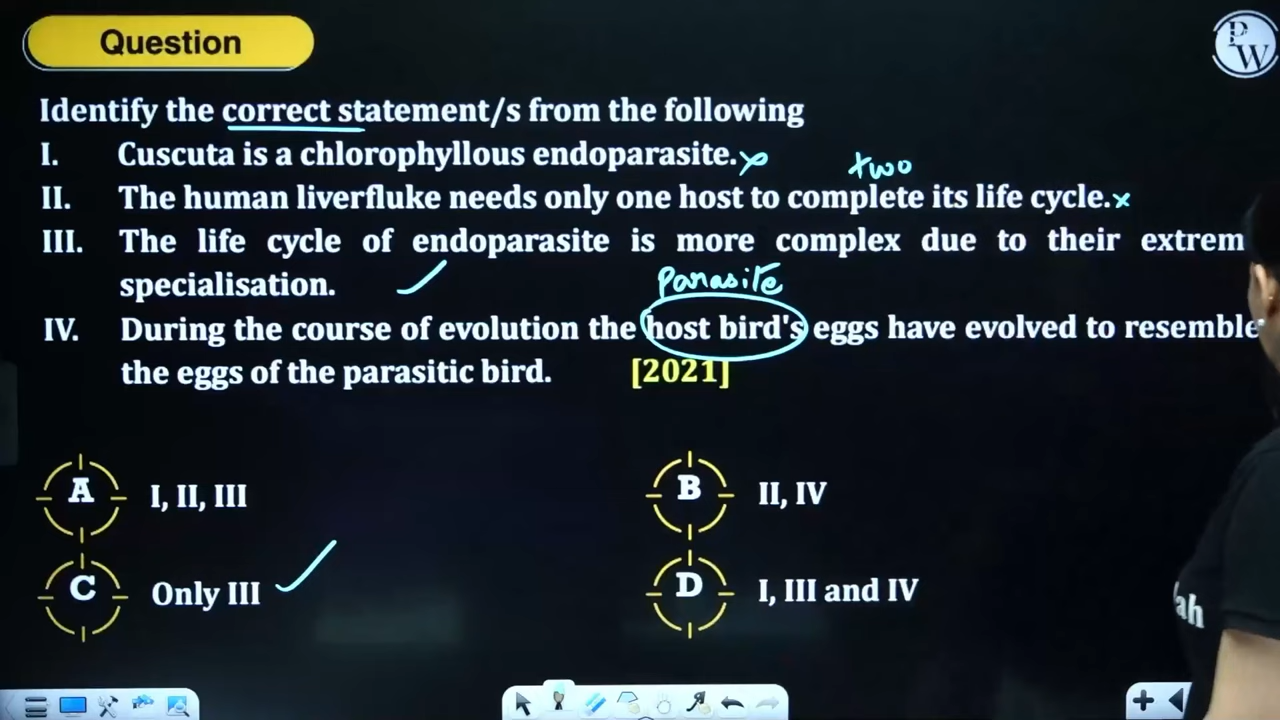 Question
PW
Identify the correct statement/s from the following
I. Cuscuta is a chlorophyllous endoparasite.
two
II. The human liverfluke needs only one host to complete its life cycle.
III. The life cycle of endoparasite is more complex due to their extrem
specialisation.
Parasite
IV. During the course of evolution the host bird's eggs have evolved to resemble
the eggs of the parasitic bird. [2021]
A I, II, III
B II, IV
C Only III
D I, III and IV
ah